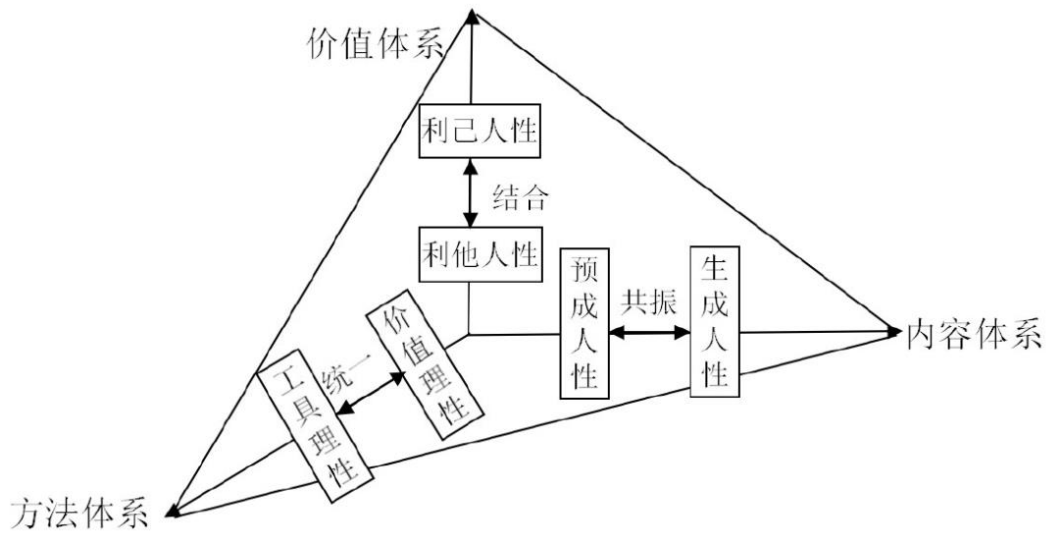 价值体系
利己人性
结合
利他人性
预成人性
共振
生成人性
内容体系
价值理性
统一
工具理性
方法体系